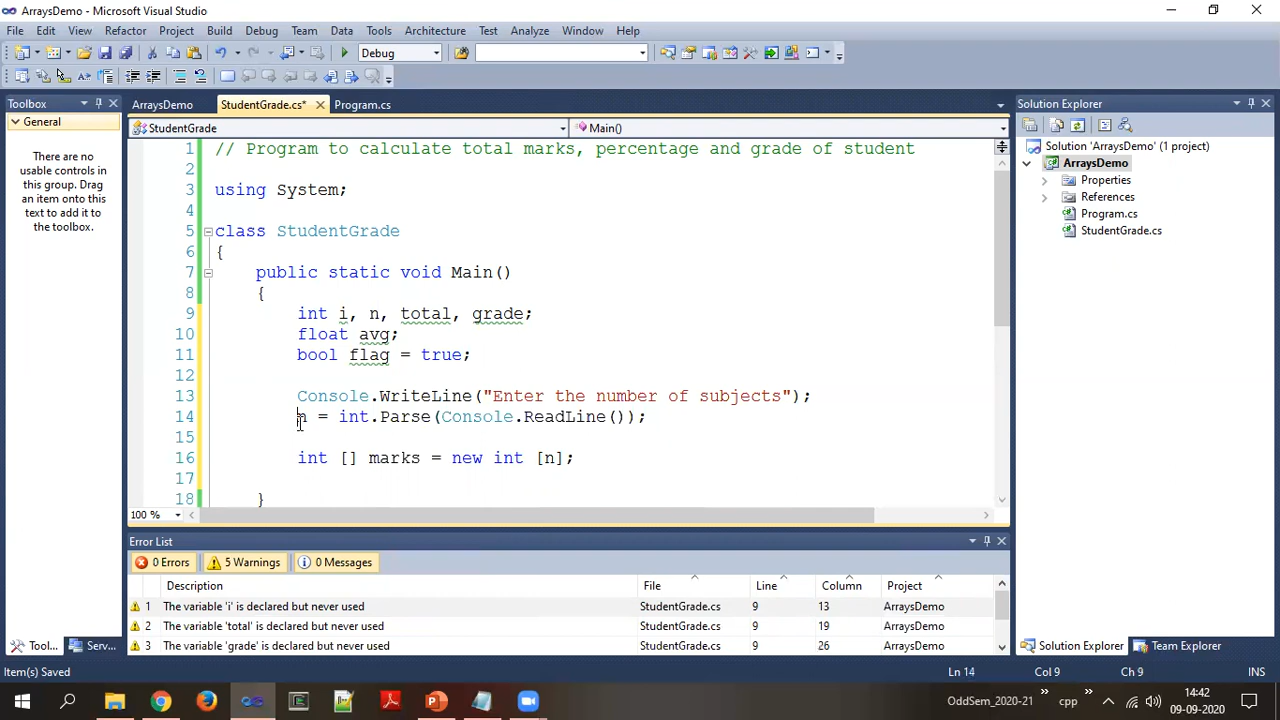 ArraysDemo - Microsoft Visual Studio
File Edit View Refactor Project Build Debug Team Data Tools Architecture Test Analyze Window Help
Debug
Toolbox
ArraysDemo StudentGrade.cs* Program.cs
Solution Explorer
General
StudentGrade Main()
There are no
usable controls in
this group. Drag
an item onto this
text to add it to
the toolbox.
1 // Program to calculate total marks, percentage and grade of student
2
3 using System;
4
5 class StudentGrade
6 {
7 public static void Main()
8 {
9 int i, n, total, grade;
10 float avg;
11 bool flag = true;
12
13 Console.WriteLine("Enter the number of subjects");
14 n = int.Parse(Console.ReadLine());
15
16 int [] marks = new int [n];
17
18 }
100 %
Solution 'ArraysDemo' (1 project)
ArraysDemo
Properties
References
Program.cs
StudentGrade.cs
Error List
0 Errors 5 Warnings 0 Messages
Description File Line Column Project
1 The variable 'i' is declared but never used StudentGrade.cs 9 13 ArraysDemo
2 The variable 'total' is declared but never used StudentGrade.cs 9 19 ArraysDemo
3 The variable 'grade' is declared but never used StudentGrade.cs 9 26 ArraysDemo
Tool... Serv...
Solution Explorer Team Explorer
Item(s) Saved Ln 14 Col 9 Ch 9 INS
OddSem_2020-21 cpp 14:42
09-09-2020